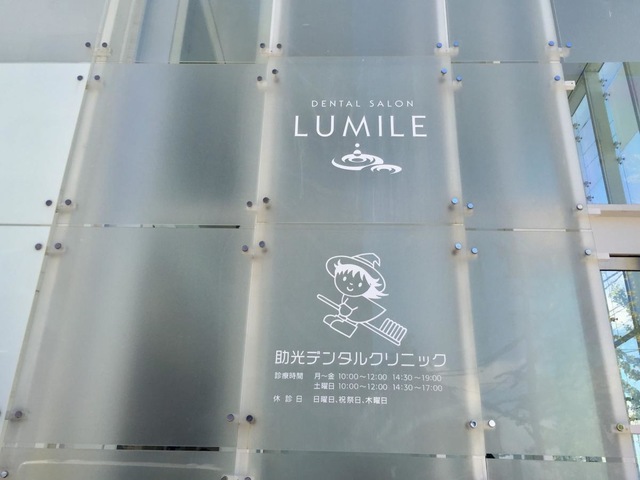 DENTAL SALON
LUMILE
助光デンタルクリニック
診療時間 月〜金 10:00〜12:00 14:30〜19:00
土曜日 10:00〜12:00 14:30〜17:00
休診日 日曜日、祝祭日、木曜日